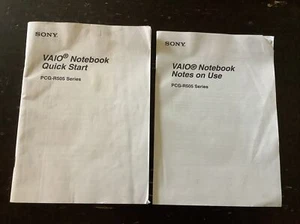 SONY
VAIO® Notebook
Quick Start
PCG-R505 Series
SONY
VAIO® Notebook
Notes on Use
PCG-R505 Series